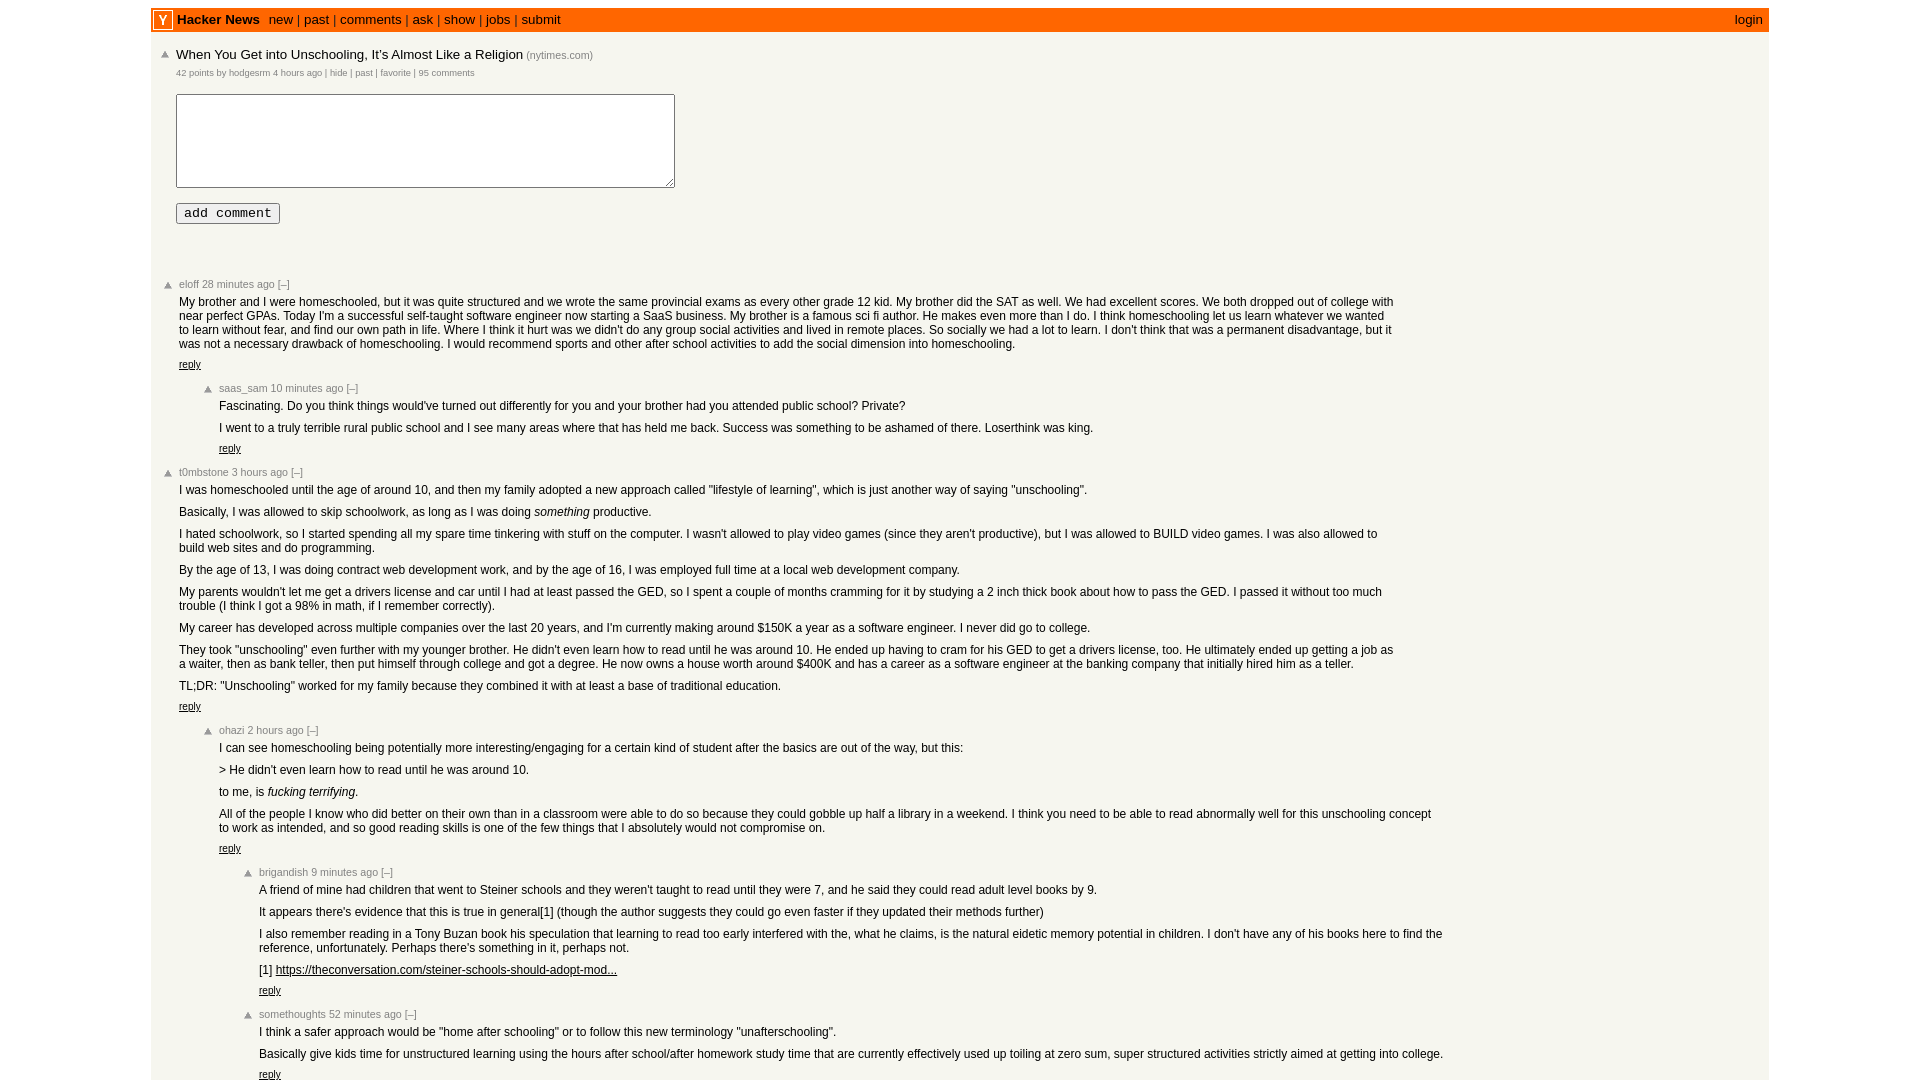 Y Hacker News new | past | comments | ask | show | jobs | submit login
When You Get into Unschooling, It's Almost Like a Religion (nytimes.com)
42 points by hodgesrm 4 hours ago | hide | past | favorite | 95 comments
add comment
eloff 28 minutes ago [–]
My brother and I were homeschooled, but it was quite structured and we wrote the same provincial exams as every other grade 12 kid. My brother did the SAT as well. We had excellent scores. We both dropped out of college with
near perfect GPAs. Today I'm a successful self-taught software engineer now starting a SaaS business. My brother is a famous sci fi author. He makes even more than I do. I think homeschooling let us learn whatever we wanted
to learn without fear, and find our own path in life. Where I think it hurt was we didn't do any group social activities and lived in remote places. So socially we had a lot to learn. I don't think that was a permanent disadvantage, but it
was not a necessary drawback of homeschooling. I would recommend sports and other after school activities to add the social dimension into homeschooling.
reply
saas_sam 10 minutes ago [–]
Fascinating. Do you think things would've turned out differently for you and your brother had you attended public school? Private?
I went to a truly terrible rural public school and I see many areas where that has held me back. Success was something to be ashamed of there. Loserthink was king.
reply
t0mbstone 3 hours ago [–]
I was homeschooled until the age of around 10, and then my family adopted a new approach called "lifestyle of learning", which is just another way of saying "unschooling".
Basically, I was allowed to skip schoolwork, as long as I was doing something productive.
I hated schoolwork, so I started spending all my spare time tinkering with stuff on the computer. I wasn't allowed to play video games (since they aren't productive), but I was allowed to BUILD video games. I was also allowed to
build web sites and do programming.
By the age of 13, I was doing contract web development work, and by the age of 16, I was employed full time at a local web development company.
My parents wouldn't let me get a drivers license and car until I had at least passed the GED, so I spent a couple of months cramming for it by studying a 2 inch thick book about how to pass the GED. I passed it without too much
trouble (I think I got a 98% in math, if I remember correctly).
My career has developed across multiple companies over the last 20 years, and I'm currently making around $150K a year as a software engineer. I never did go to college.
They took "unschooling" even further with my younger brother. He didn't even learn how to read until he was around 10. He ended up having to cram for his GED to get a drivers license, too. He ultimately ended up getting a job as
a waiter, then as bank teller, then put himself through college and got a degree. He now owns a house worth around $400K and has a career as a software engineer at the banking company that initially hired him as a teller.
TL;DR: "Unschooling" worked for my family because they combined it with at least a base of traditional education.
reply
ohazi 2 hours ago [–]
I can see homeschooling being potentially more interesting/engaging for a certain kind of student after the basics are out of the way, but this:
> He didn't even learn how to read until he was around 10.
to me, is fucking terrifying.
All of the people I know who did better on their own than in a classroom were able to do so because they could gobble up half a library in a weekend. I think you need to be able to read abnormally well for this unschooling concept
to work as intended, and so good reading skills is one of the few things that I absolutely would not compromise on.
reply
brigandish 9 minutes ago [–]
A friend of mine had children that went to Steiner schools and they weren't taught to read until they were 7, and he said they could read adult level books by 9.
It appears there's evidence that this is true in general[1] (though the author suggests they could go even faster if they updated their methods further)
I also remember reading in a Tony Buzan book his speculation that learning to read too early interfered with the, what he claims, is the natural eidetic memory potential in children. I don't have any of his books here to find the
reference, unfortunately. Perhaps there's something in it, perhaps not.
[1] https://theconversation.com/steiner-schools-should-adopt-mod...
reply
somethoughts 52 minutes ago [–]
I think a safer approach would be "home after schooling" or to follow this new terminology "unafterschooling".
Basically give kids time for unstructured learning using the hours after school/after homework study time that are currently effectively used up toiling at zero sum, super structured activities strictly aimed at getting into college.
reply